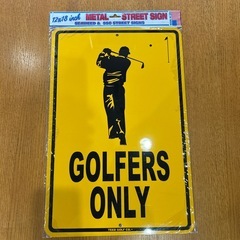 12x18 inch METAL STREET SIGN
GOLFERS
ONLY